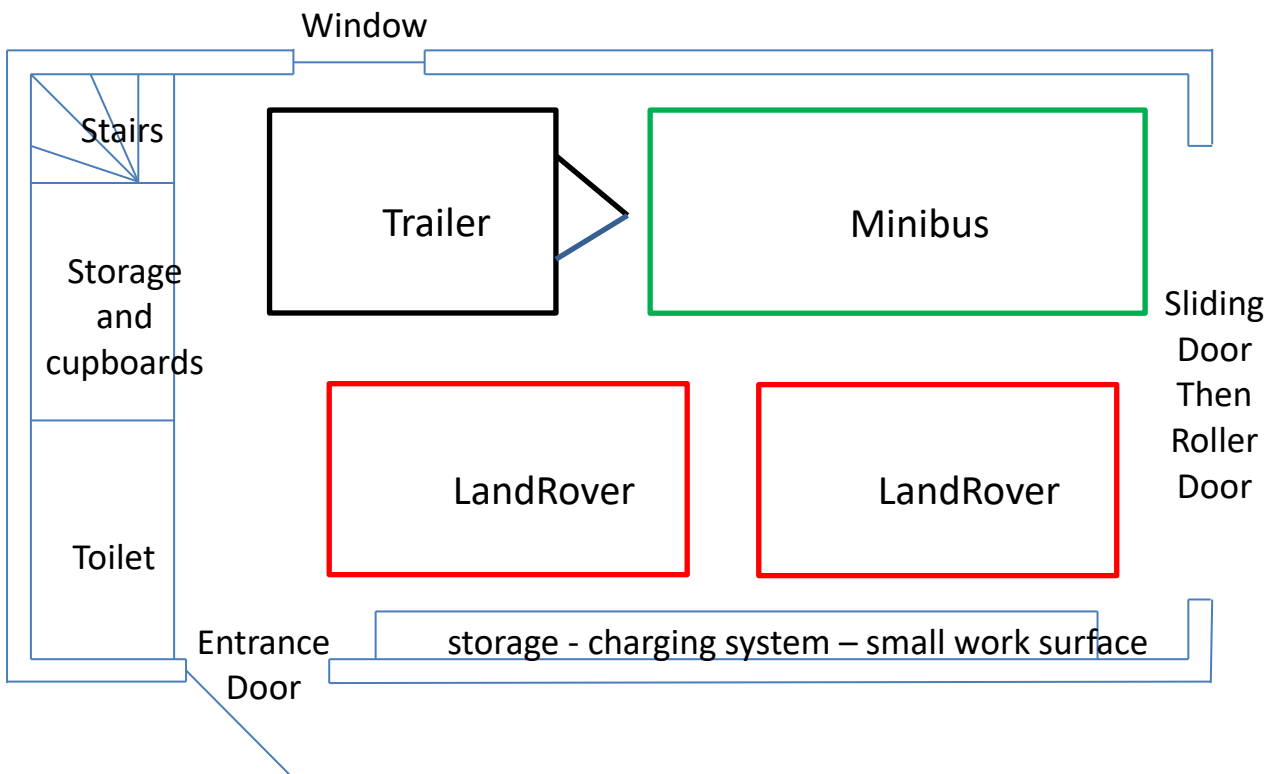 Window
Stairs
Trailer
Minibus
Storage
and
cupboards
Sliding
Door
Then
Roller
Door
LandRover
LandRover
Toilet
Entrance
Door
storage - charging system – small work surface